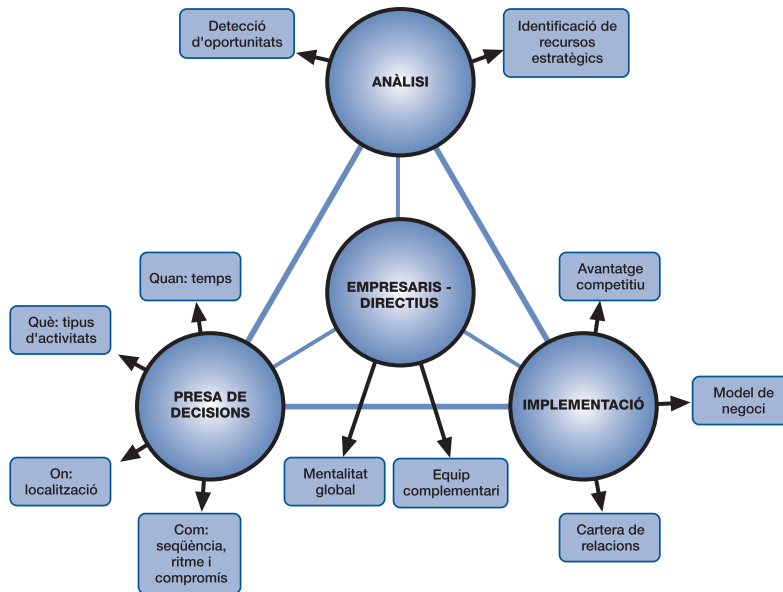 Detecció
d'oportunitats
Identificació de
recursos
estratègics
ANÀLISI
Quan: temps
EMPRESARIS -
DIRECTIUS
Avantatge
competitiu
Què: tipus
d'activitats
PRESA DE
DECISIONS
IMPLEMENTACIÓ
Model de
negoci
On:
localització
Mentalitat
global
Equip
complementari
Com:
seqüència,
ritme i
compromís
Cartera de
relacions